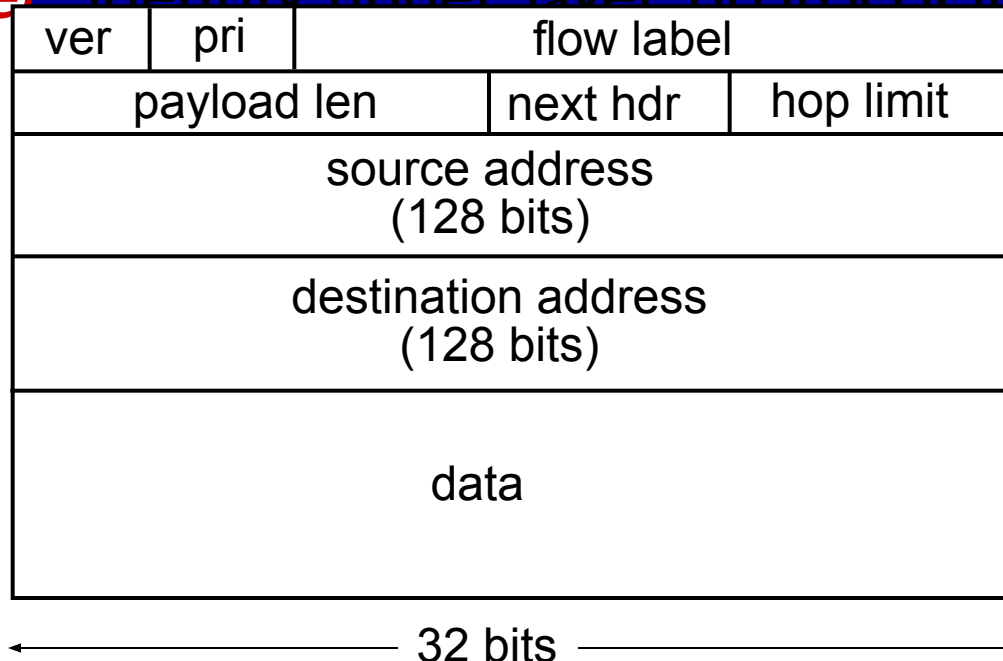 ver pri flow label
payload len next hdr hop limit
source address
(128 bits)
destination address
(128 bits)
data
32 bits